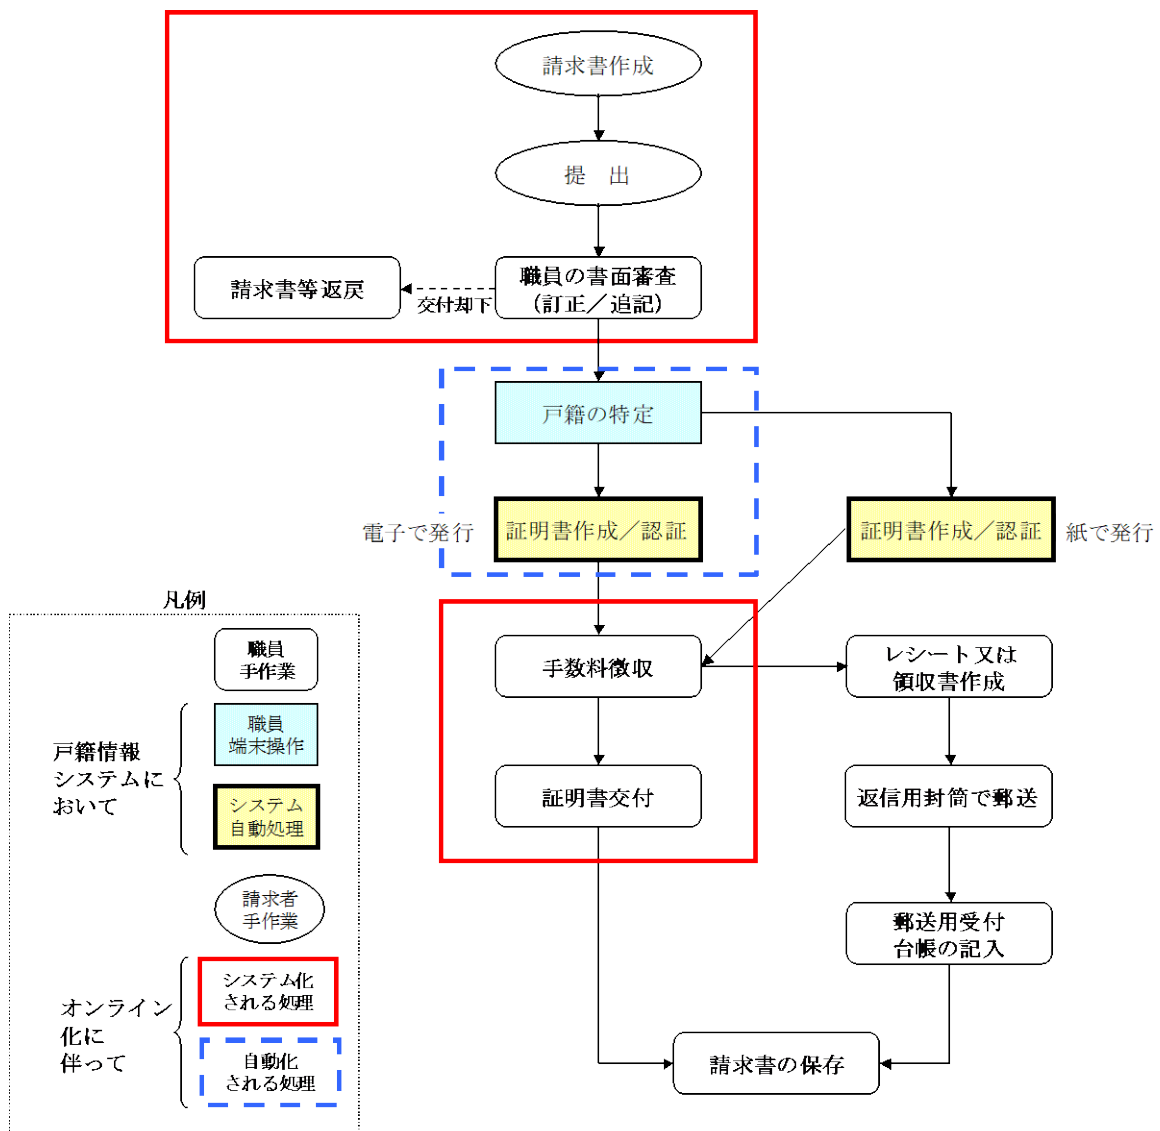 請求書作成
提　出
職員の書面審査
（訂正／追記）
請求書等返戻
交付却下
戸籍の特定
電子で発行
証明書作成／認証
証明書作成／認証
紙で発行
手数料徴収
レシート又は
領収書作成
証明書交付
返信用封筒で郵送
郵送用受付
台帳の記入
請求書の保存
凡例
職員
手作業
戸籍情報
システムに
おいて
職員
端末操作
システム
自動処理
請求者
手作業
オンライン
化に
伴って
システム化
される処理
自動化
される処理